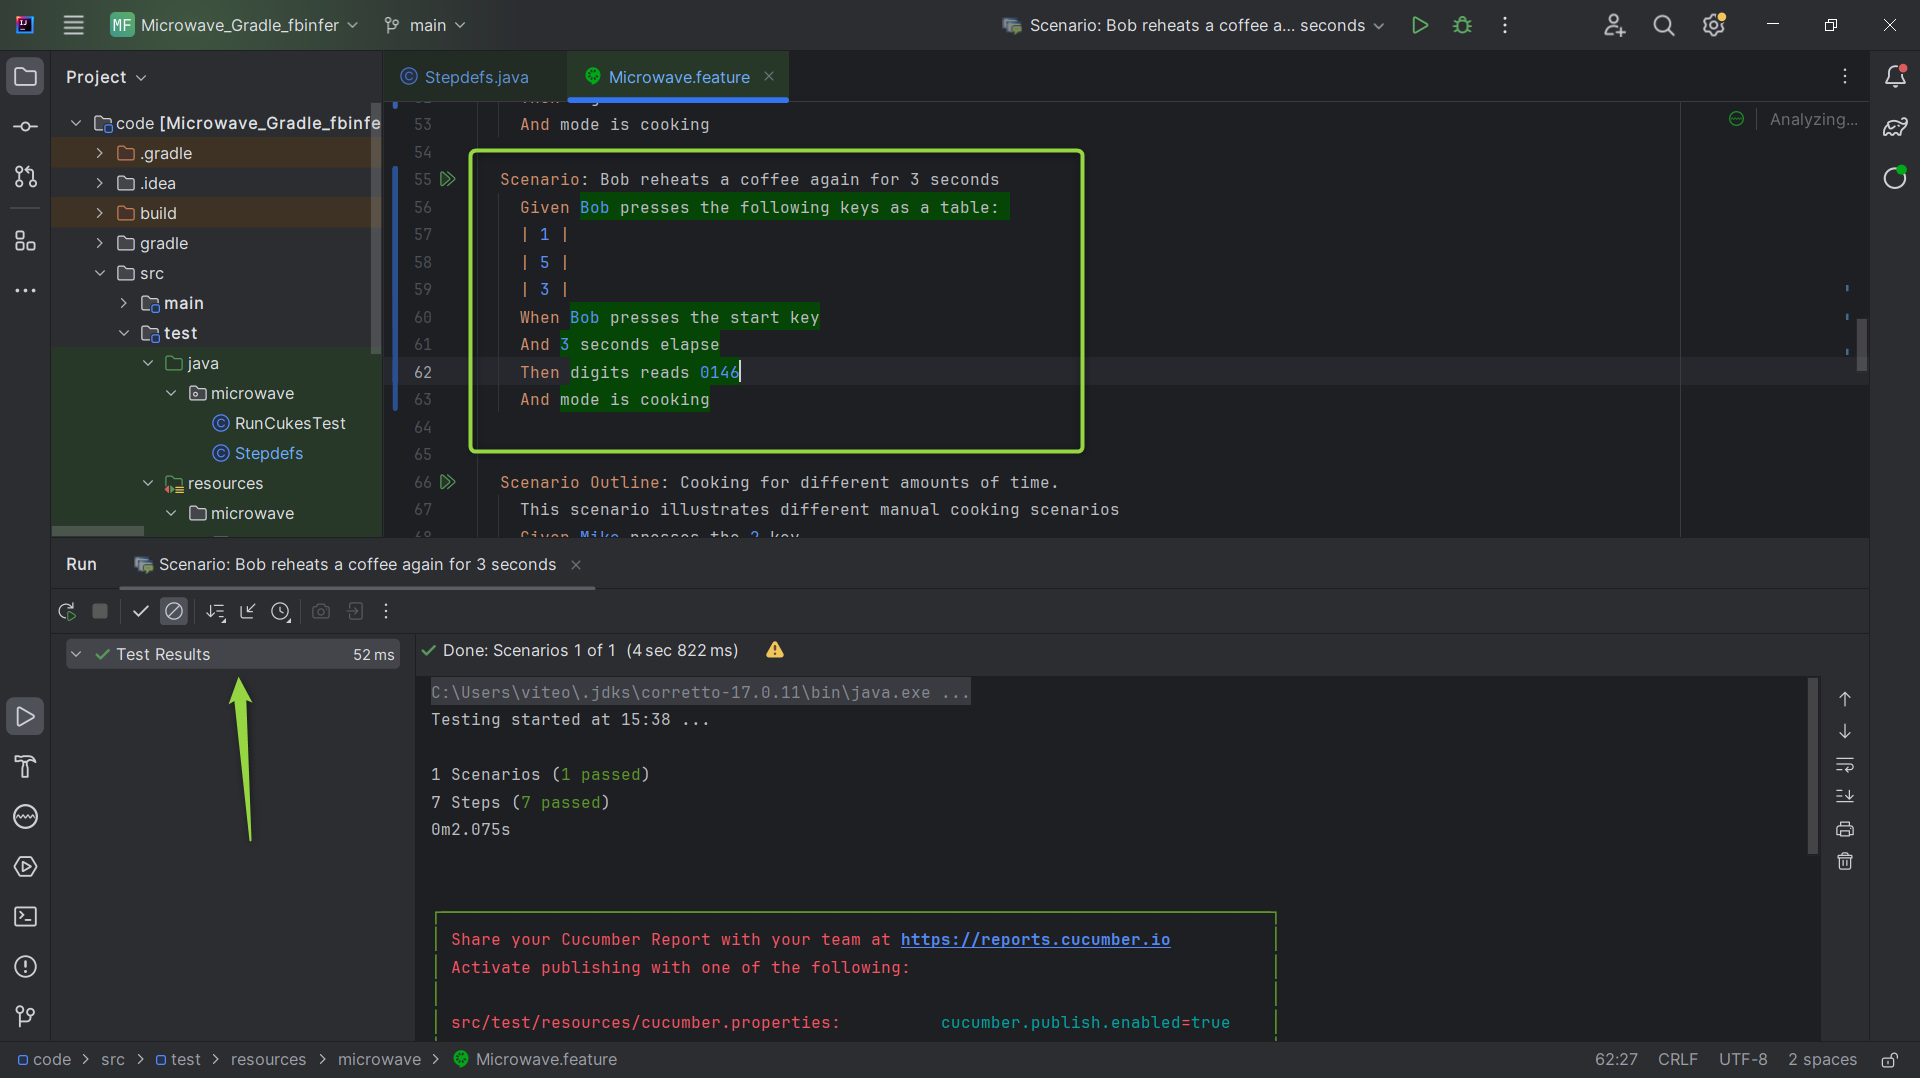 MF Microwave_Gradle_fbinfer main Scenario: Bob reheats a coffee a... seconds
Project
Stepdefs.java Microwave.feature
Analyzing...
code [Microwave_Gradle_fbinfe
.gradle
.idea
build
gradle
src
main
test
java
microwave
RunCukesTest
Stepdefs
resources
microwave
53 And mode is cooking
54
55 Scenario: Bob reheats a coffee again for 3 seconds
56 Given Bob presses the following keys as a table:
57 | 1 |
58 | 5 |
59 | 3 |
60 When Bob presses the start key
61 And 3 seconds elapse
62 Then digits reads 0146
63 And mode is cooking
64
65
66 Scenario Outline: Cooking for different amounts of time.
67 This scenario illustrates different manual cooking scenarios
68 Given Mike presses the 2 key
Run Scenario: Bob reheats a coffee again for 3 seconds
Test Results 52 ms
Done: Scenarios 1 of 1 (4 sec 822 ms)
C:\Users\viteo\.jdks\corretto-17.0.11\bin\java.exe ...
Testing started at 15:38 ...
1 Scenarios (1 passed)
7 Steps (7 passed)
0m2.075s
Share your Cucumber Report with your team at https://reports.cucumber.io
Activate publishing with one of the following:
src/test/resources/cucumber.properties: cucumber.publish.enabled=true
code > src > test > resources > microwave > Microwave.feature
62:27 CRLF UTF-8 2 spaces